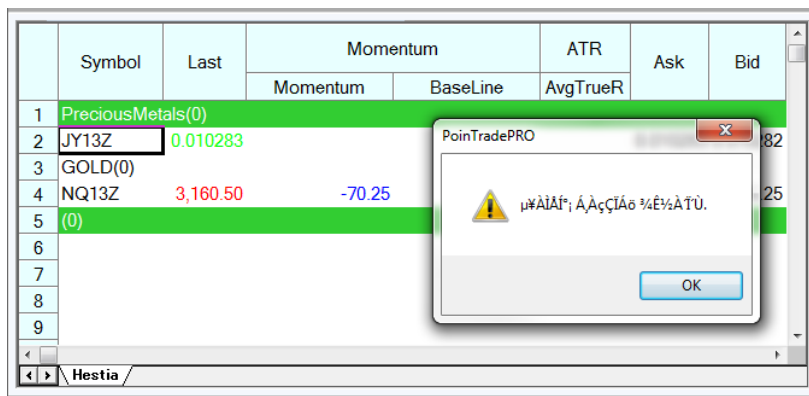 Symbol Last Momentum ATR Ask Bid
Momentum BaseLine AvgTrueR
1 PreciousMetals(0)
2 JY13Z 0.010283 282
3 GOLD(0)
4 NQ13Z 3,160.50 -70.25 .25
5 (0)
6
7
8
9
PoinTradePRO
X
µ¥ÀÌÅÍ°¡ Á¸ÀçÇÏÁö ¾Ê½À´Ï´Ù.
OK
Hestia